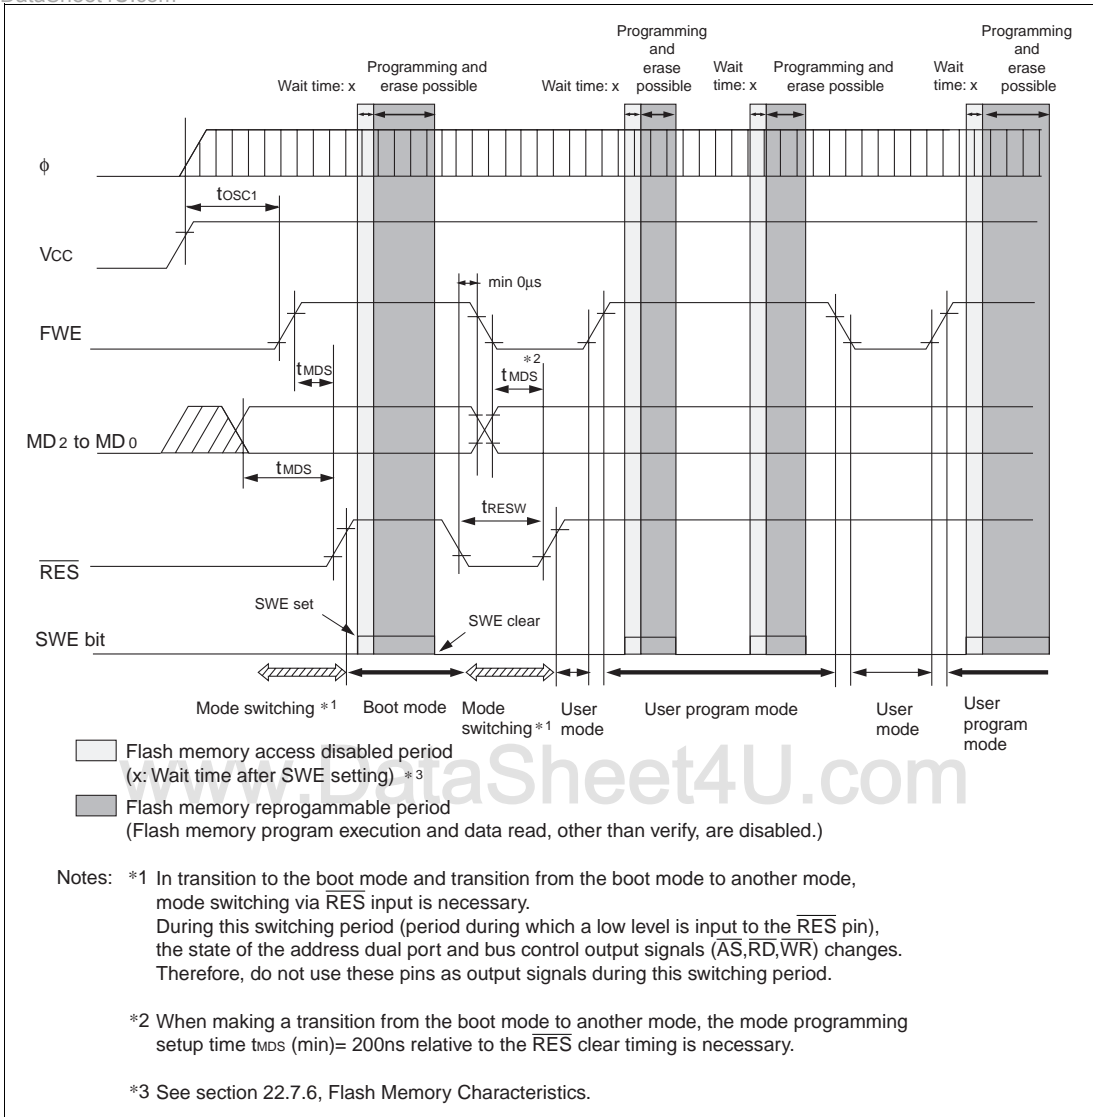 DataSheet4U.com
Programming
and
erase
possible
Programming
and
erase
possible
Wait time: x
Programming and
erase possible
Wait time: x
Wait
time: x
Programming and
erase possible
Wait
time: x
ϕ
tOSC1
VCC
min 0μs
FWE
tMDS
*2
tMDS
MD2 to MD0
tMDS
tRESW
RES
SWE set
SWE clear
SWE bit
Mode switching *1
Boot mode
Mode
switching *1
User
mode
User program mode
User
mode
User
program
mode
Flash memory access disabled period
(x: Wait time after SWE setting) *3
www.DataSheet4U.com
Flash memory reprogammable period
(Flash memory program execution and data read, other than verify, are disabled.)
Notes: *1 In transition to the boot mode and transition from the boot mode to another mode,
mode switching via RES input is necessary.
During this switching period (period during which a low level is input to the RES pin),
the state of the address dual port and bus control output signals (AS,RD,WR) changes.
Therefore, do not use these pins as output signals during this switching period.
*2 When making a transition from the boot mode to another mode, the mode programming
setup time tMDS (min)= 200ns relative to the RES clear timing is necessary.
*3 See section 22.7.6, Flash Memory Characteristics.